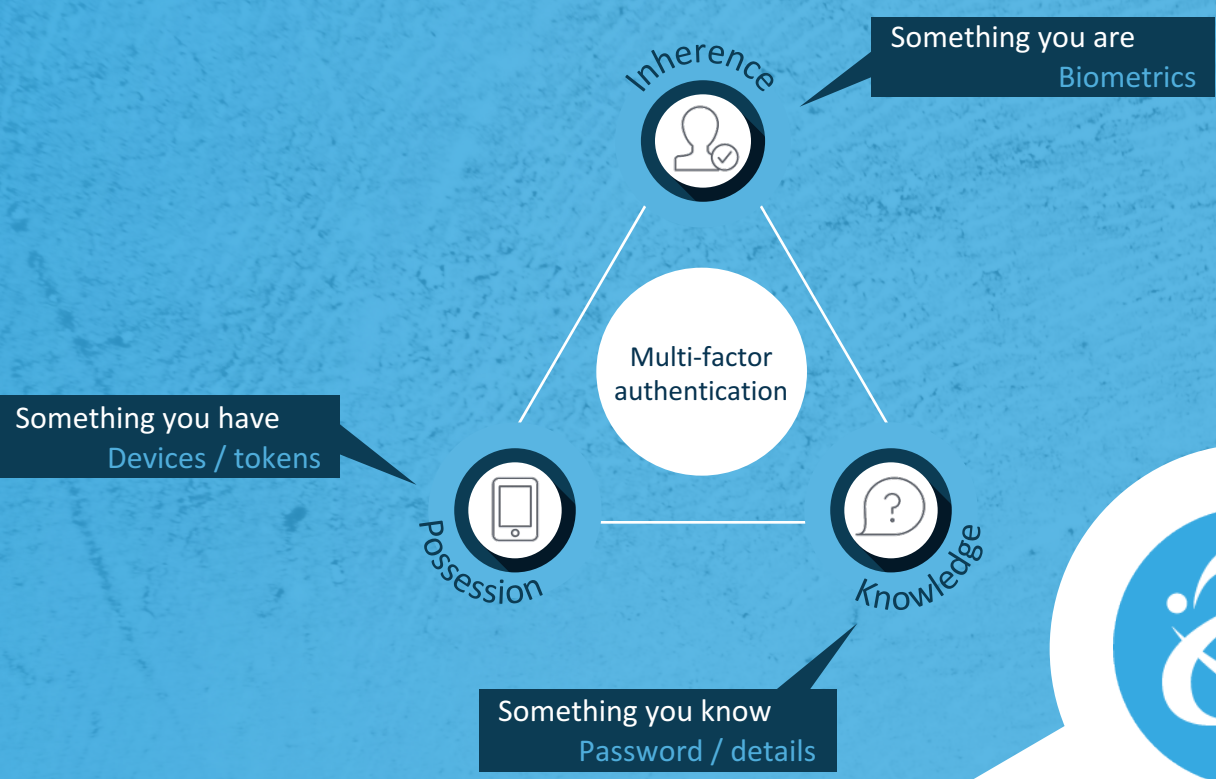 Something you are
Biometrics
Inherence
Multi-factor
authentication
Something you have
Devices / tokens
Possession
?
Knowledge
Something you know
Password / details